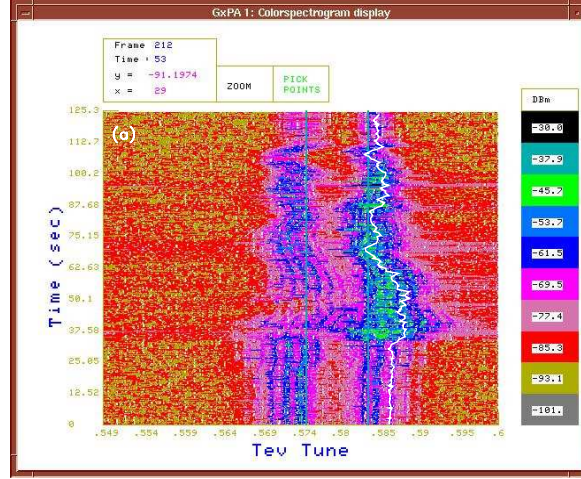 GxPA 1: Colorspectrogram display
Frame 212
Time : 53
y = -91.1974
x = 29
ZOOM
PICK
POINTS
DBm
-30.0
-37.9
-45.7
-53.7
-61.5
-69.5
-77.4
-85.3
-93.1
-101.
(a)
Time (sec)
125.3
112.7
100.2
87.68
75.15
62.63
50.1
37.58
25.05
12.52
0
.549 .554 .559 .564 .569 .574 .58 .585 .59 .595 .6
Tev Tune